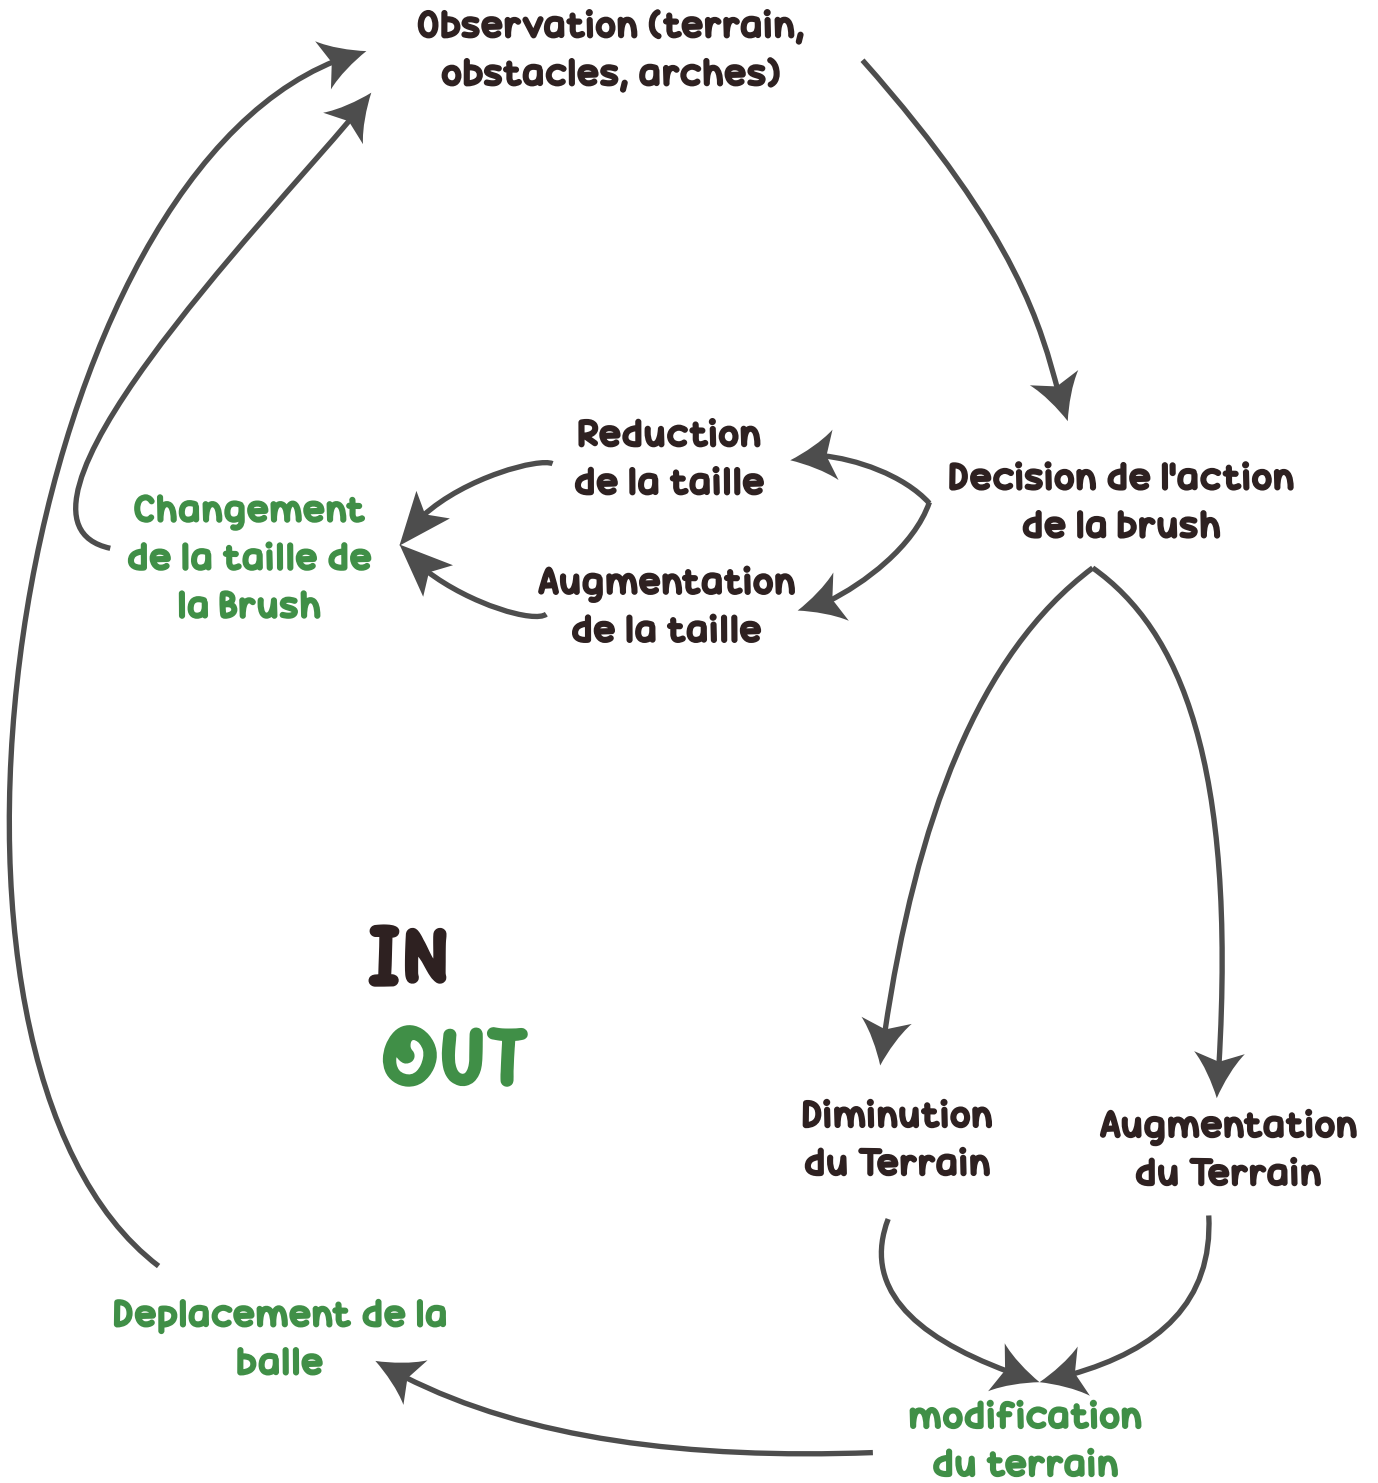 Observation (terrain,
obstacles, arches)
Reduction
de la taille
Decision de l'action
de la brush
Changement
de la taille de
la Brush
Augmentation
de la taille
IN
OUT
Diminution
du Terrain
Augmentation
du Terrain
Deplacement de la
balle
modification
du terrain